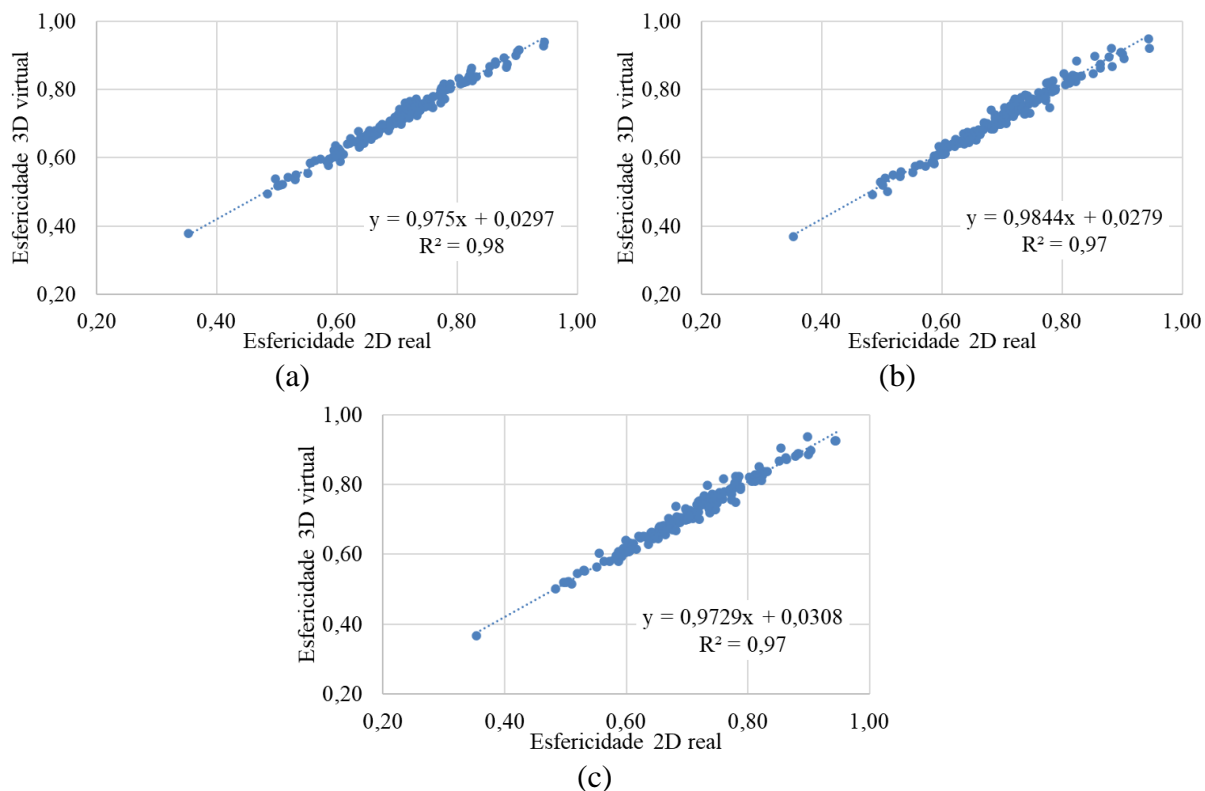 1,00
0,80
0,60
0,40
0,20
Esfericidade 3D virtual
y = 0,975x + 0,0297
R² = 0,98
0,20 0,40 0,60 0,80 1,00
Esfericidade 2D real
(a)
1,00
0,80
0,60
0,40
0,20
Esfericidade 3D virtual
y = 0,9844x + 0,0279
R² = 0,97
0,20 0,40 0,60 0,80 1,00
Esfericidade 2D real
(b)
1,00
0,80
0,60
0,40
0,20
Esfericidade 3D virtual
y = 0,9729x + 0,0308
R² = 0,97
0,20 0,40 0,60 0,80 1,00
Esfericidade 2D real
(c)